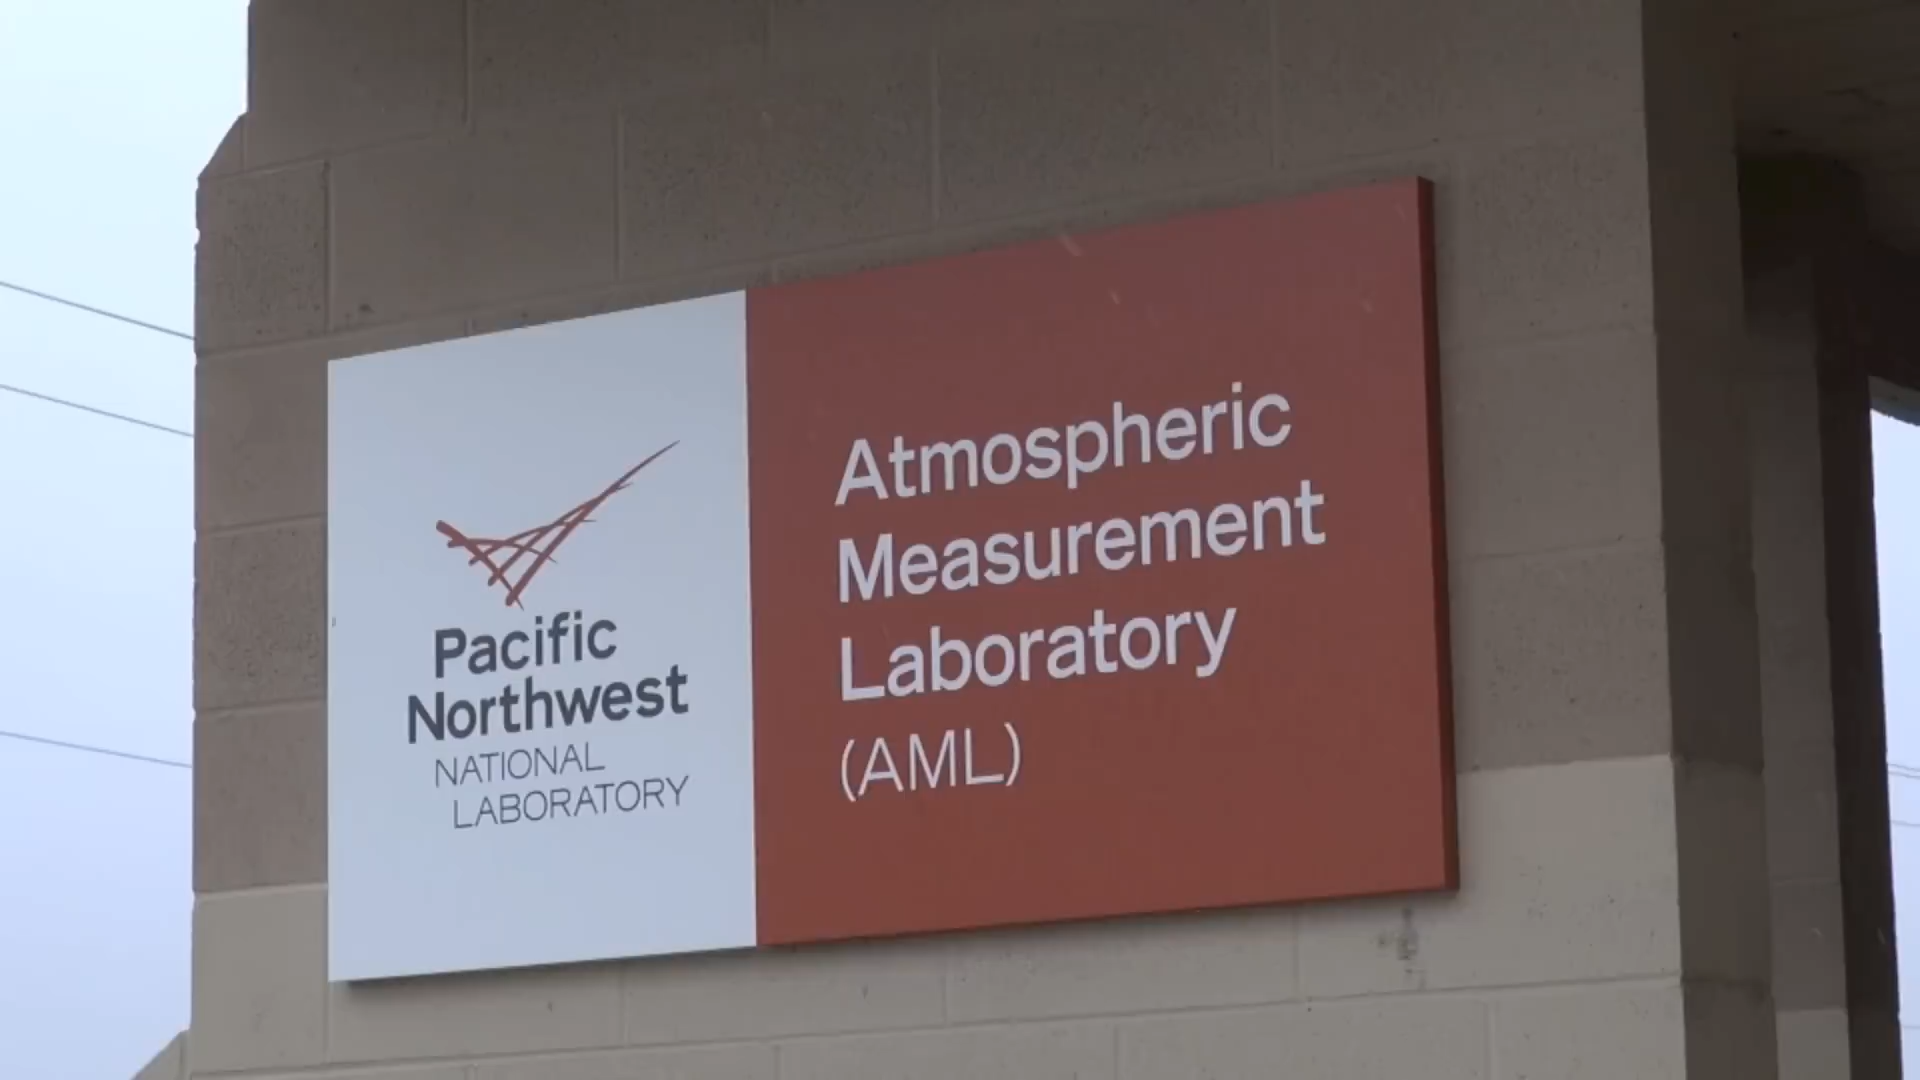 Pacific
Northwest
NATIONAL
LABORATORY
Atmospheric
Measurement
Laboratory
(AML)